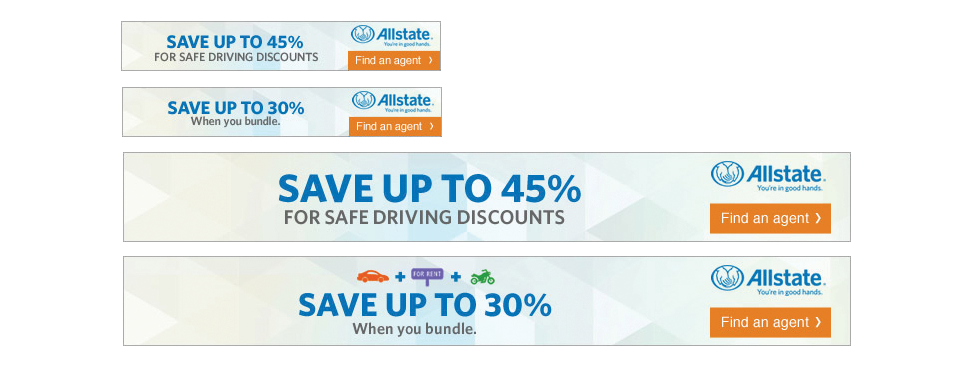 SAVE UP TO 45%
FOR SAFE DRIVING DISCOUNTS
Allstate.
You're in good hands.
Find an agent ›
SAVE UP TO 30%
When you bundle.
Allstate.
You're in good hands.
Find an agent ›
SAVE UP TO 45%
FOR SAFE DRIVING DISCOUNTS
Allstate.
You're in good hands.
Find an agent ›
+ FOR RENT +
SAVE UP TO 30%
When you bundle.
Allstate.
You're in good hands.
Find an agent ›